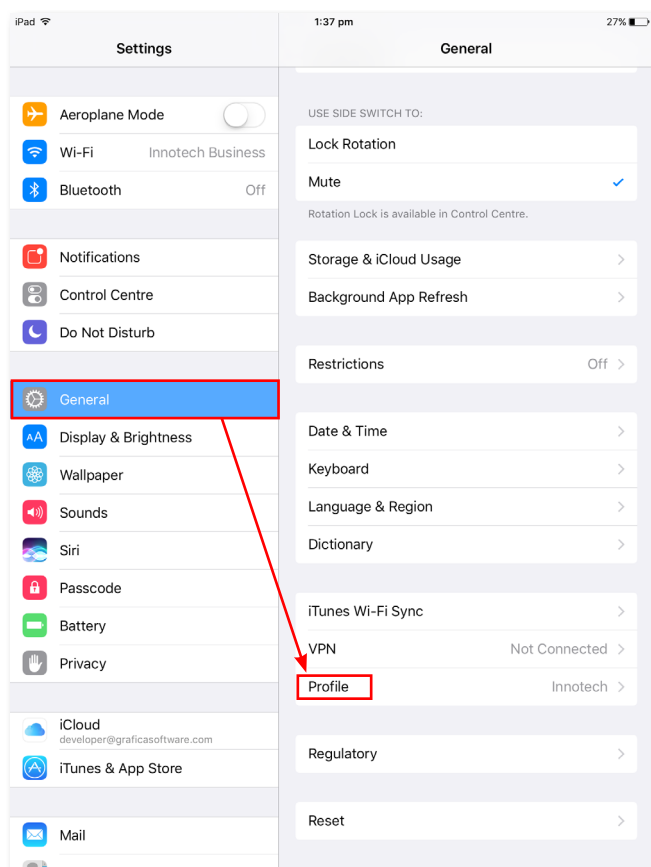 iPad 1:37 pm 27%
Settings
General
Aeroplane Mode
Wi-Fi Innotech Business
Bluetooth Off
Notifications
Control Centre
Do Not Disturb
General
AA Display & Brightness
Wallpaper
Sounds
Siri
Passcode
Battery
Privacy
iCloud
developer@graficasoftware.com
iTunes & App Store
Mail
USE SIDE SWITCH TO:
Lock Rotation
Mute
Rotation Lock is available in Control Centre.
Storage & iCloud Usage
Background App Refresh
Restrictions Off
Date & Time
Keyboard
Language & Region
Dictionary
iTunes Wi-Fi Sync
VPN Not Connected
Profile Innotech
Regulatory
Reset